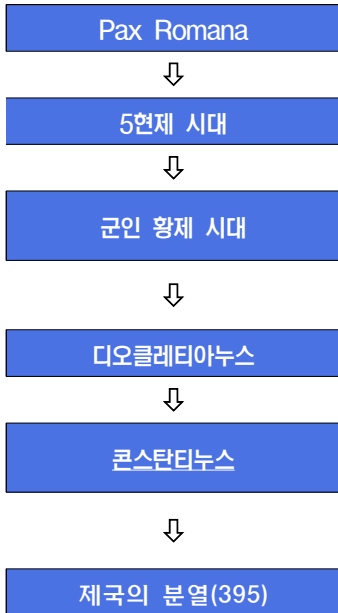 Pax Romana
5현제 시대
군인 황제 시대
디오클레티아누스
콘스탄티누스
제국의 분열(395)